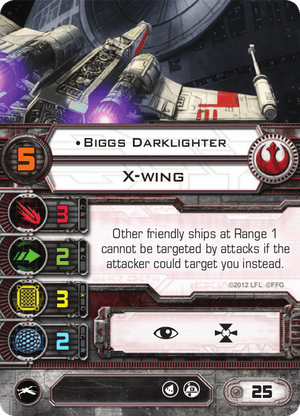 • Biggs Darklighter
5
X-wing
3
2
3
2
Other friendly ships at Range 1
cannot be targeted by attacks if the
attacker could target you instead.
©2012 LFL ©FFG
25